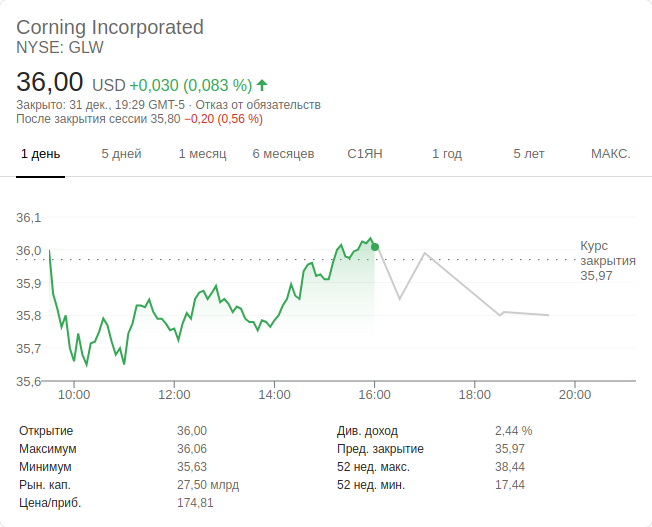 Corning Incorporated
NYSE: GLW
36,00 USD +0,030 (0,083 %)
Закрыто: 31 дек., 19:29 GMT-5 · Отказ от обязательств
После закрытия сессии 35,80 −0,20 (0,56 %)
1 день 5 дней 1 месяц 6 месяцев С1ЯН 1 год 5 лет МАКС.
36,1
36,0
35,9
35,8
35,7
35,6
Курс
закрытия
35,97
10:00 12:00 14:00 16:00 18:00 20:00
Открытие 36,00 Див. доход 2,44 %
Максимум 36,06 Пред. закрытие 35,97
Минимум 35,63 52 нед. макс. 38,44
Рын. кап. 27,50 млрд 52 нед. мин. 17,44
Цена/приб. 174,81